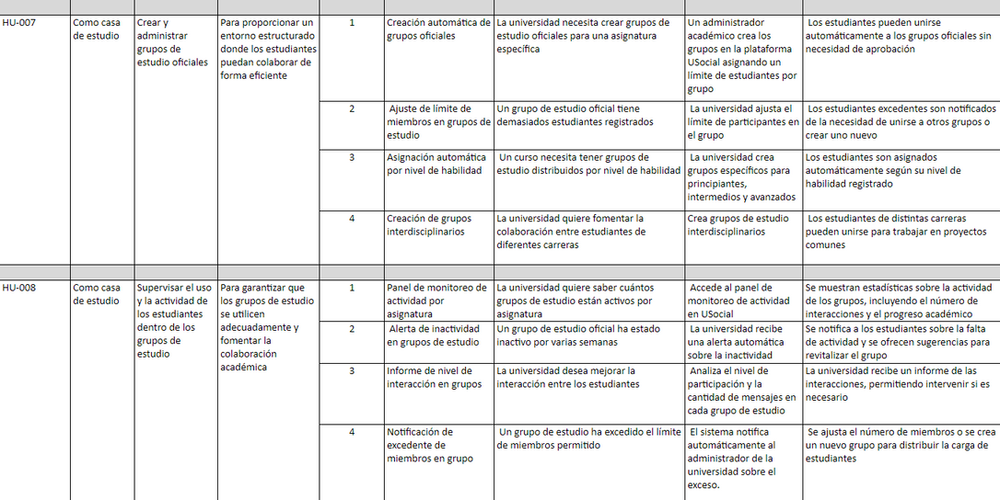 HU-007
Como casa
de estudio
Crear y
administrar
grupos de
estudio oficiales
Para proporcionar un
entorno estructurado
donde los estudiantes
puedan colaborar de
forma eficiente
1
Creación automática de
grupos oficiales
La universidad necesita crear grupos de
estudio oficiales para una asignatura
específica
Un administrador
académico crea los
grupos en la plataforma
USocial asignando un
límite de estudiantes por
grupo
Los estudiantes pueden unirse
automáticamente a los grupos oficiales sin
necesidad de aprobación
2
Ajuste de límite de
miembros en grupos de
estudio
Un grupo de estudio oficial tiene
demasiados estudiantes registrados
La universidad ajusta el
límite de participantes en
el grupo
Los estudiantes excedentes son notificados
de la necesidad de unirse a otros grupos o
crear uno nuevo
3
Asignación automática
por nivel de habilidad
Un curso necesita tener grupos de
estudio distribuidos por nivel de habilidad
La universidad crea
grupos específicos para
principiantes,
intermedios y avanzados
Los estudiantes son asignados
automáticamente según su nivel de
habilidad registrado
4
Creación de grupos
interdisciplinarios
La universidad quiere fomentar la
colaboración entre estudiantes de
diferentes carreras
Crea grupos de estudio
interdisciplinarios
Los estudiantes de distintas carreras
pueden unirse para trabajar en proyectos
comunes
HU-008
Como casa
de estudio
Supervisar el uso
y la actividad de
los estudiantes
dentro de los
grupos de
estudio
Para garantizar que
los grupos de estudio
se utilicen
adecuadamente y
fomentar la
colaboración
académica
1
Panel de monitoreo de
actividad por
asignatura
La universidad quiere saber cuántos
grupos de estudio están activos por
asignatura
Accede al panel de
monitoreo de actividad
en USocial
Se muestran estadísticas sobre la actividad
de los grupos, incluyendo el número de
interacciones y el progreso académico
2
Alerta de inactividad
en grupos de estudio
Un grupo de estudio oficial ha estado
inactivo por varias semanas
La universidad recibe
una alerta automática
sobre la inactividad
Se notifica a los estudiantes sobre la falta
de actividad y se ofrecen sugerencias para
revitalizar el grupo
3
Informe de nivel de
interacción en grupos
La universidad desea mejorar la
interacción entre los estudiantes
Analiza el nivel de
participación y la
cantidad de mensajes en
cada grupo de estudio
La universidad recibe un informe de las
interacciones, permitiendo intervenir si es
necesario
4
Notificación de
excedente de
miembros en grupo
Un grupo de estudio ha excedido el límite
de miembros permitido
El sistema notifica
automáticamente al
administrador de la
universidad sobre el
exceso.
Se ajusta el número de miembros o se crea
un nuevo grupo para distribuir la carga de
estudiantes